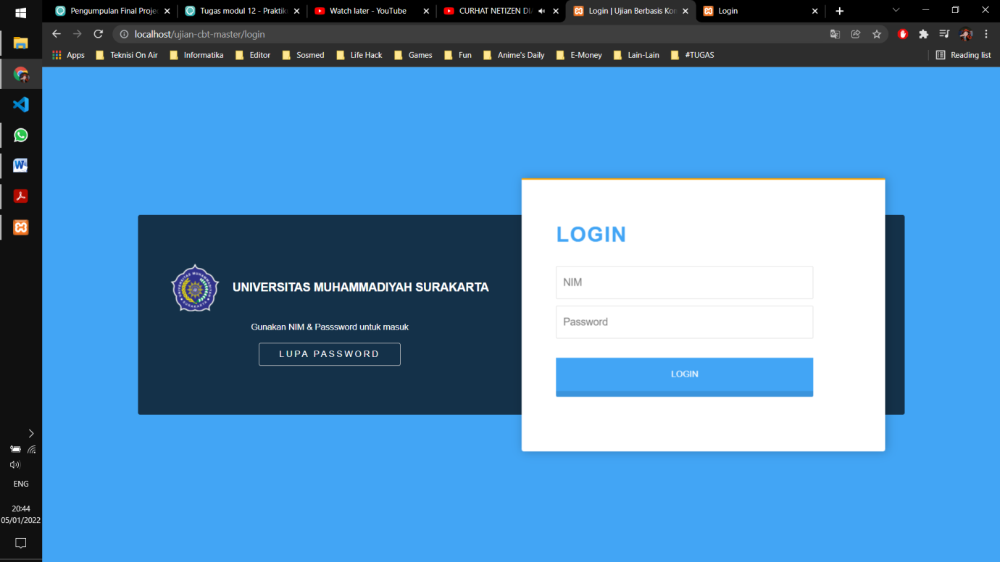 Pengumpulan Final Proje
Tugas modul 12 - Praktik
Watch later - YouTube
CURHAT NETIZEN DI
Login | Ujian Berbasis Kom
Login
localhost/ujian-cbt-master/login
Apps
Teknisi On Air
Informatika
Editor
Sosmed
Life Hack
Games
Fun
Anime's Daily
E-Money
Lain-Lain
#TUGAS
Reading list
UNIVERSITAS MUHAMMADIYAH SURAKARTA
Gunakan NIM & Passsword untuk masuk
LUPA PASSWORD
LOGIN
NIM
Password
LOGIN
ENG
20:44
05/01/2022